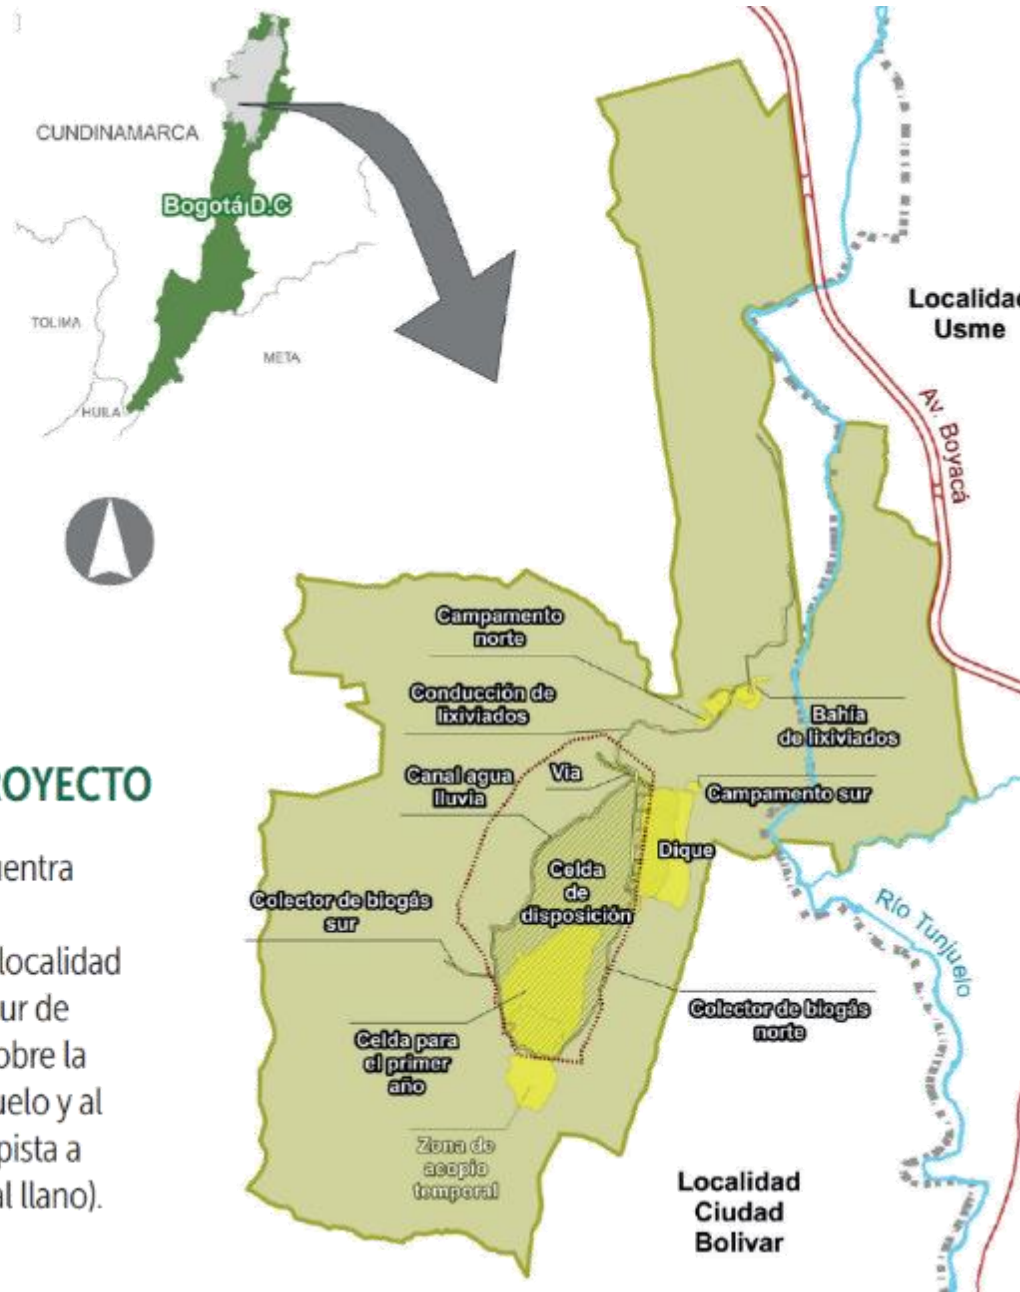 CUNDINAMARCA
Bogotá D.C
TOLIMA
META
HUILA
Localidad
Usme
Av. Boyacá
Campamento
norte
Conducción de
lixiviados
Bahía
de lixiviados
Canal agua
lluvia
Via
Campamento sur
Dique
Celda
de
disposición
Colector de biogás
sur
Río Tunjuelo
Colector de biogás
norte
Celda para
el primer
año
Zona de
acopio
temporal
Localidad
Ciudad
Bolivar
ROYECTO
uentra
localidad
ur de
obre la
uelo y al
pista a
al llano).